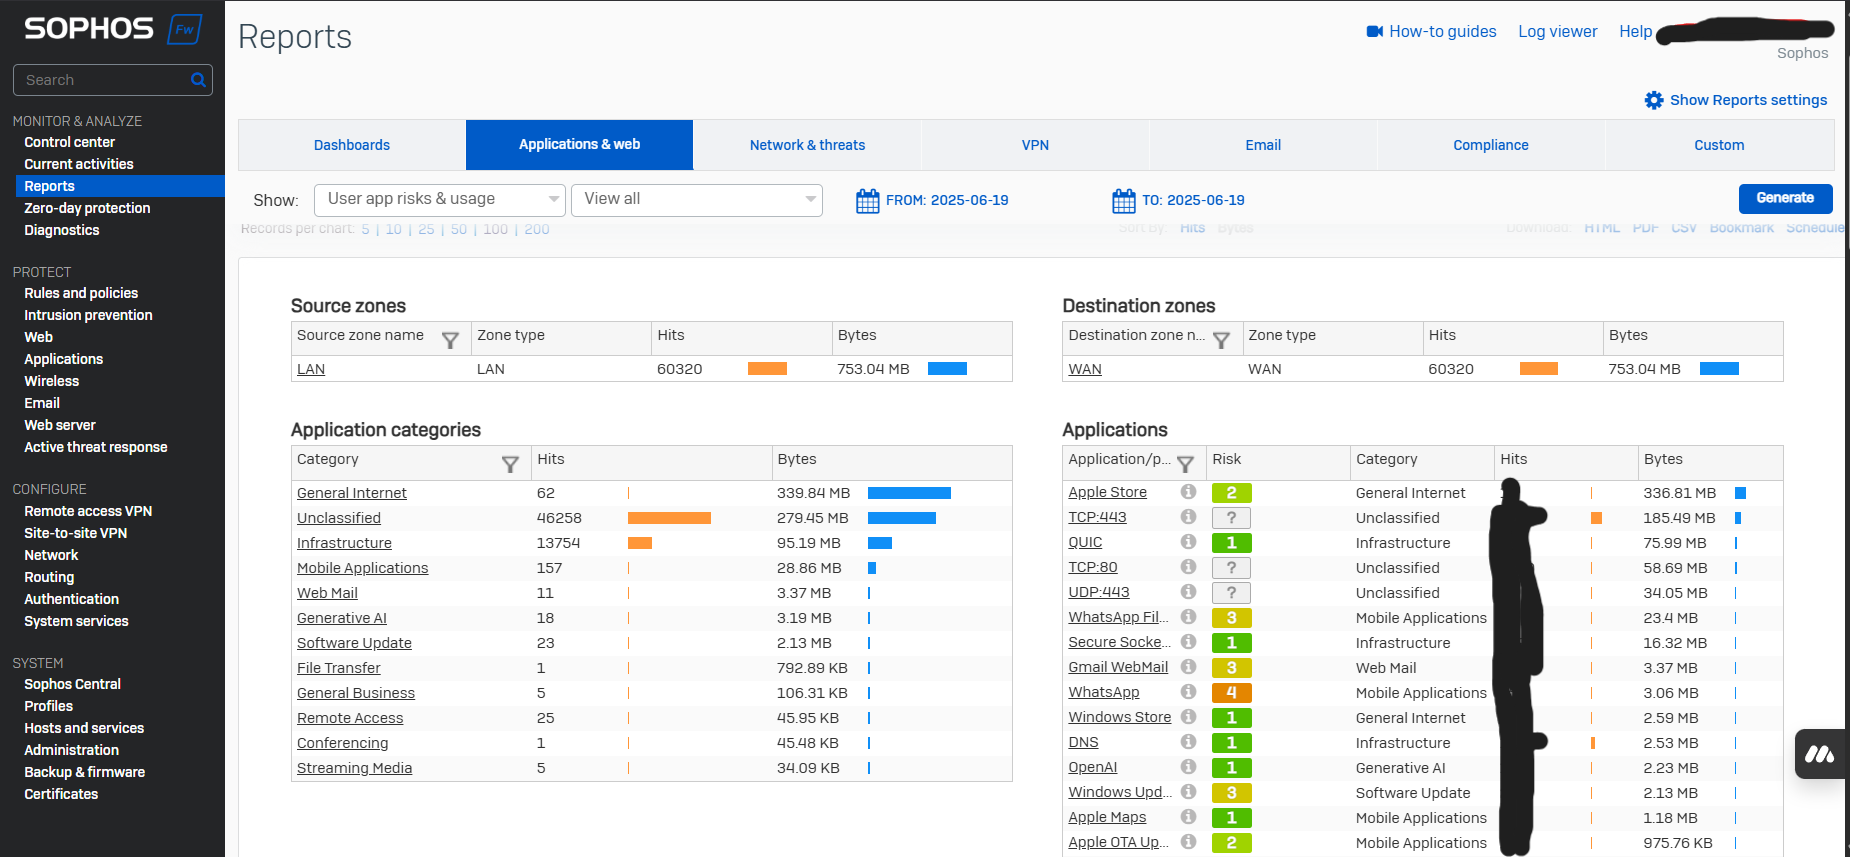 SOPHOS Fw
Search
MONITOR & ANALYZE
Control center
Current activities
Reports
Zero-day protection
Diagnostics
PROTECT
Rules and policies
Intrusion prevention
Web
Applications
Wireless
Email
Web server
Active threat response
CONFIGURE
Remote access VPN
Site-to-site VPN
Network
Routing
Authentication
System services
SYSTEM
Sophos Central
Profiles
Hosts and services
Administration
Backup & firmware
Certificates
Reports
How-to guides Log viewer Help
Sophos
Show Reports settings
Dashboards Applications & web Network & threats VPN Email Compliance Custom
Show: User app risks & usage View all FROM: 2025-06-19 TO: 2025-06-19 Generate
Records per chart: 5 | 10 | 25 | 50 | 100 | 200 Sort By: Hits Bytes Download: HTML PDF CSV Bookmark Schedule
Source zones
Source zone name Zone type Hits Bytes
LAN LAN 60320 753.04 MB
Destination zones
Destination zone n... Zone type Hits Bytes
WAN WAN 60320 753.04 MB
Application categories
Category Hits Bytes
General Internet 62 339.84 MB
Unclassified 46258 279.45 MB
Infrastructure 13754 95.19 MB
Mobile Applications 157 28.86 MB
Web Mail 11 3.37 MB
Generative AI 18 3.19 MB
Software Update 23 2.13 MB
File Transfer 1 792.89 KB
General Business 5 106.31 KB
Remote Access 25 45.95 KB
Conferencing 1 45.48 KB
Streaming Media 5 34.09 KB
Applications
Application/p... Risk Category Hits Bytes
Apple Store 2 General Internet 336.81 MB
TCP:443 ? Unclassified 185.49 MB
QUIC 1 Infrastructure 75.99 MB
TCP:80 ? Unclassified 58.69 MB
UDP:443 ? Unclassified 34.05 MB
WhatsApp Fil... 3 Mobile Applications 23.4 MB
Secure Socke... 1 Infrastructure 16.32 MB
Gmail WebMail 3 Web Mail 3.37 MB
WhatsApp 4 Mobile Applications 3.06 MB
Windows Store 1 General Internet 2.59 MB
DNS 1 Infrastructure 2.53 MB
OpenAI 1 Generative AI 2.23 MB
Windows Upd... 3 Software Update 2.13 MB
Apple Maps 1 Mobile Applications 1.18 MB
Apple OTA Up... 2 Mobile Applications 975.76 KB